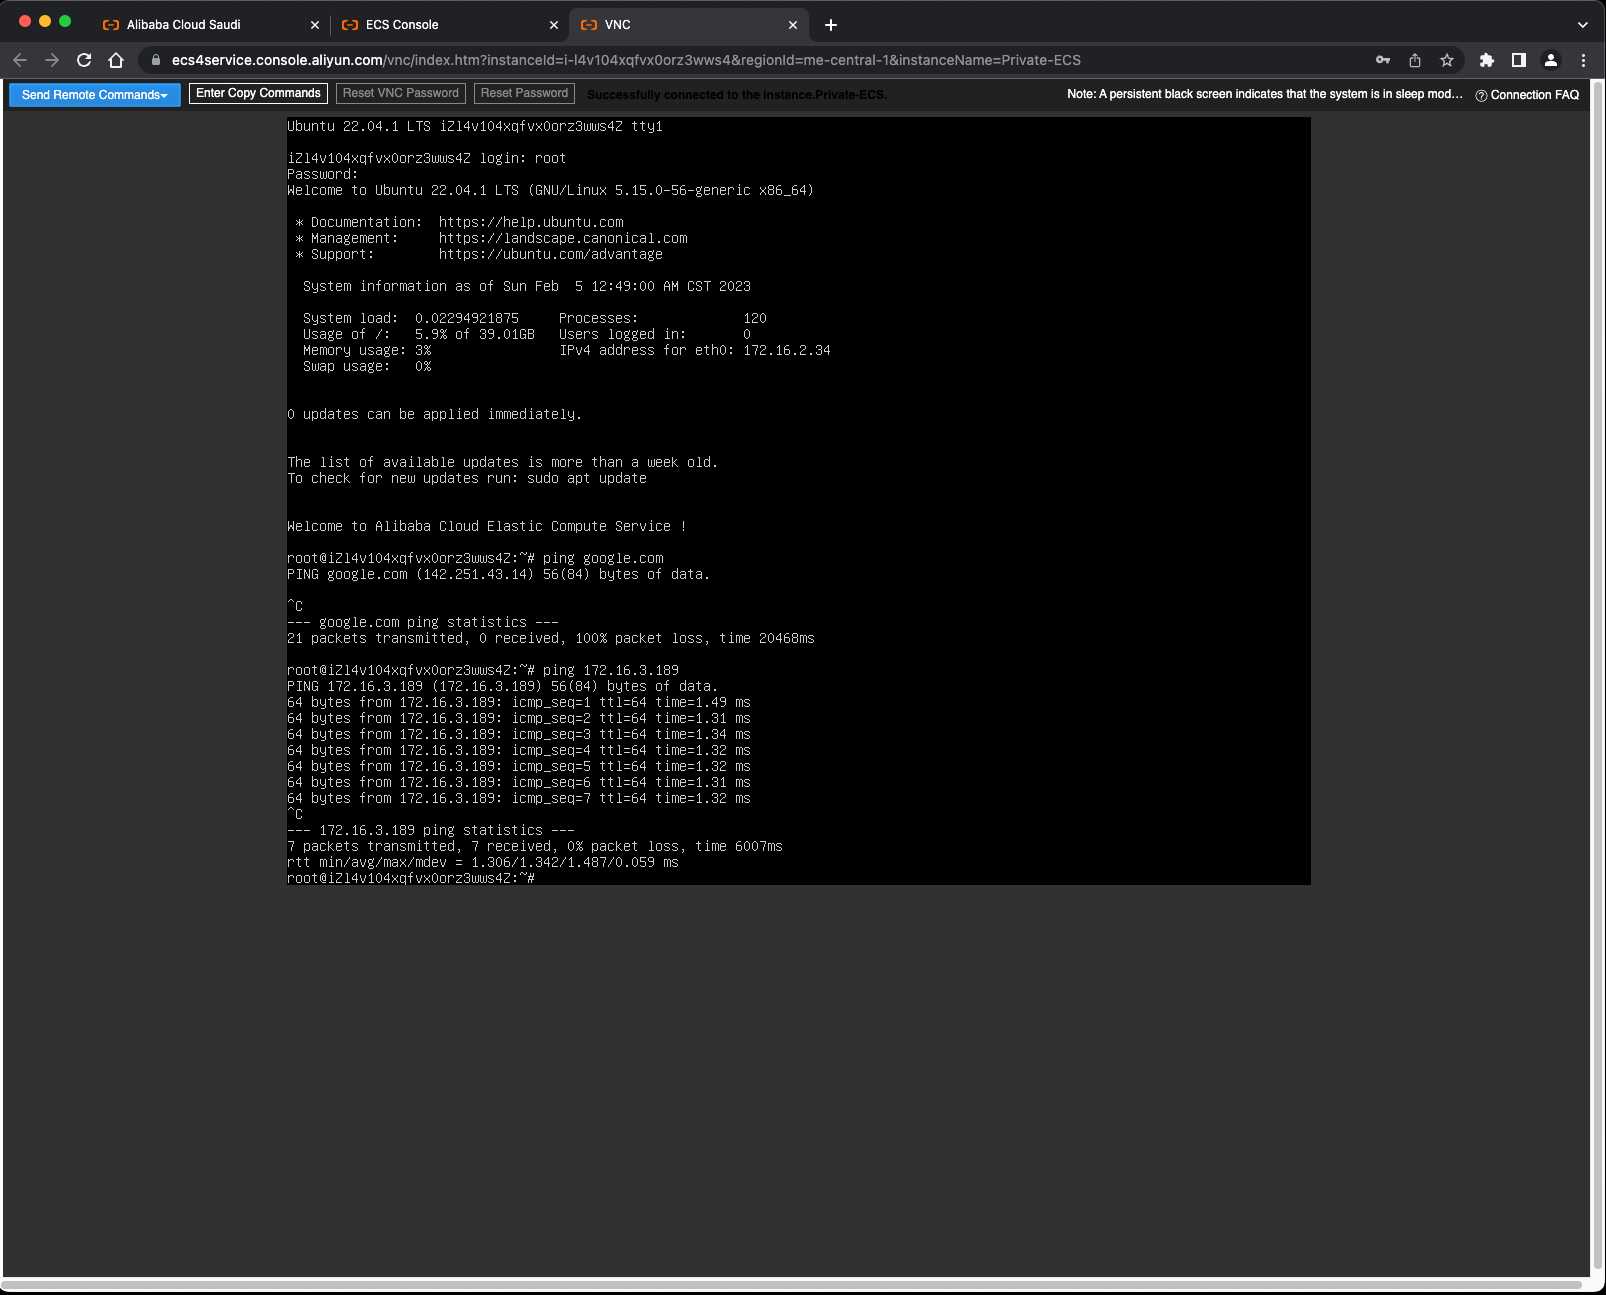 Alibaba Cloud Saudi
ECS Console
VNC
ecs4service.console.aliyun.com/vnc/index.htm?instanceId=i-l4v104xqfvx0orz3wws4&regionId=me-central-1&instanceName=Private-ECS
Send Remote Commands
Enter Copy Commands
Reset VNC Password
Reset Password
Successfully connected to the instance.Private-ECS.
Note: A persistent black screen indicates that the system is in sleep mod...
Connection FAQ
Ubuntu 22.04.1 LTS iZl4v104xqfvx0orz3wws4Z tty1
iZl4v104xqfvx0orz3wws4Z login: root
Password:
Welcome to Ubuntu 22.04.1 LTS (GNU/Linux 5.15.0-56-generic x86_64)
* Documentation:  https://help.ubuntu.com
* Management:     https://landscape.canonical.com
* Support:        https://ubuntu.com/advantage
System information as of Sun Feb  5 12:49:00 AM CST 2023
System load:  0.02294921875     Processes:             120
Usage of /:   5.9% of 39.01GB   Users logged in:       0
Memory usage: 3%                IPv4 address for eth0: 172.16.2.34
Swap usage:   0%
0 updates can be applied immediately.
The list of available updates is more than a week old.
To check for new updates run: sudo apt update
Welcome to Alibaba Cloud Elastic Compute Service !
root@iZl4v104xqfvx0orz3wws4Z:~# ping google.com
PING google.com (142.251.43.14) 56(84) bytes of data.
^C
--- google.com ping statistics ---
21 packets transmitted, 0 received, 100% packet loss, time 20468ms
root@iZl4v104xqfvx0orz3wws4Z:~# ping 172.16.3.189
PING 172.16.3.189 (172.16.3.189) 56(84) bytes of data.
64 bytes from 172.16.3.189: icmp_seq=1 ttl=64 time=1.49 ms
64 bytes from 172.16.3.189: icmp_seq=2 ttl=64 time=1.31 ms
64 bytes from 172.16.3.189: icmp_seq=3 ttl=64 time=1.34 ms
64 bytes from 172.16.3.189: icmp_seq=4 ttl=64 time=1.32 ms
64 bytes from 172.16.3.189: icmp_seq=5 ttl=64 time=1.32 ms
64 bytes from 172.16.3.189: icmp_seq=6 ttl=64 time=1.31 ms
64 bytes from 172.16.3.189: icmp_seq=7 ttl=64 time=1.32 ms
^C
--- 172.16.3.189 ping statistics ---
7 packets transmitted, 7 received, 0% packet loss, time 6007ms
rtt min/avg/max/mdev = 1.306/1.342/1.487/0.059 ms
root@iZl4v104xqfvx0orz3wws4Z:~#